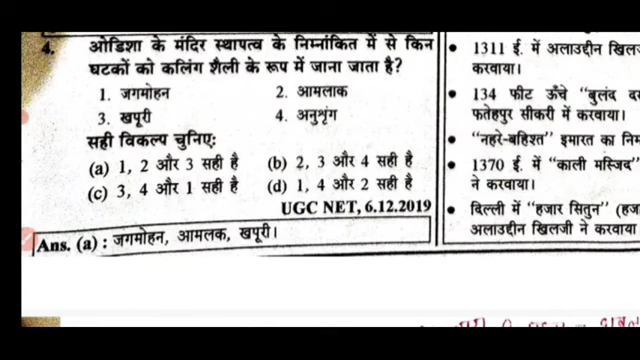 4. ओडिशा के मंदिर स्थापत्व के निम्नांकित में से किन
घटकों को कलिंग शैली के रूप में जाना जाता है?
1. जगमोहन 2. आमलाक
3. खपूरी 4. अनुशृंग
सही विकल्प चुनिए:
(a) 1, 2 और 3 सही है (b) 2, 3 और 4 सही है
(c) 3, 4 और 1 सही है (d) 1, 4 और 2 सही है
UGC NET, 6.12.2019
Ans. (a) : जगमोहन, आमलक, खपूरी।
• 1311 ई. में अलाउद्दीन खिल
करवाया।
• 134 फीट ऊँचे "बुलंद द
फतेहपुर सीकरी में करवाया।
• "नहरे-बहिश्त" इमारत का नि
• 1370 ई. में "काली मस्जिद"
ने करवाया।
• दिल्ली में "हजार सितुन" (हजा
अलाउद्दीन खिलजी ने करवाया